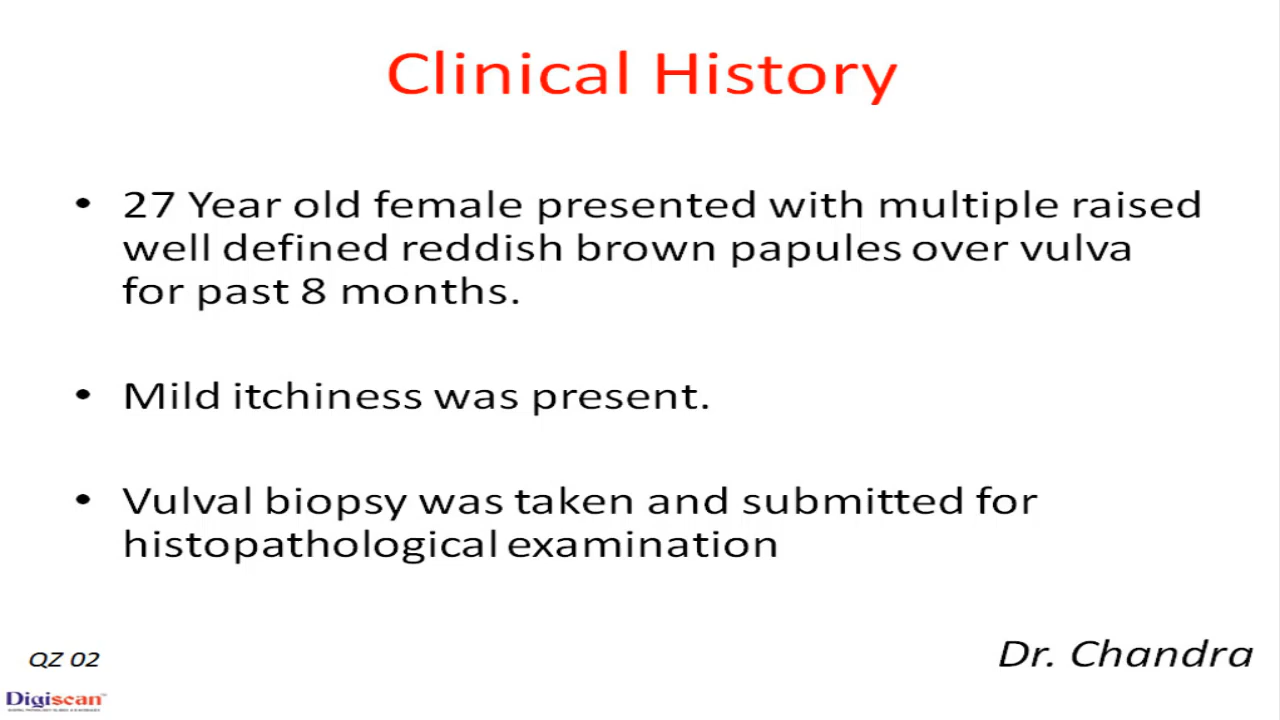 Clinical History
• 27 Year old female presented with multiple raised
well defined reddish brown papules over vulva
for past 8 months.
• Mild itchiness was present.
• Vulval biopsy was taken and submitted for
histopathological examination
Dr. Chandra
QZ 02
Digiscan